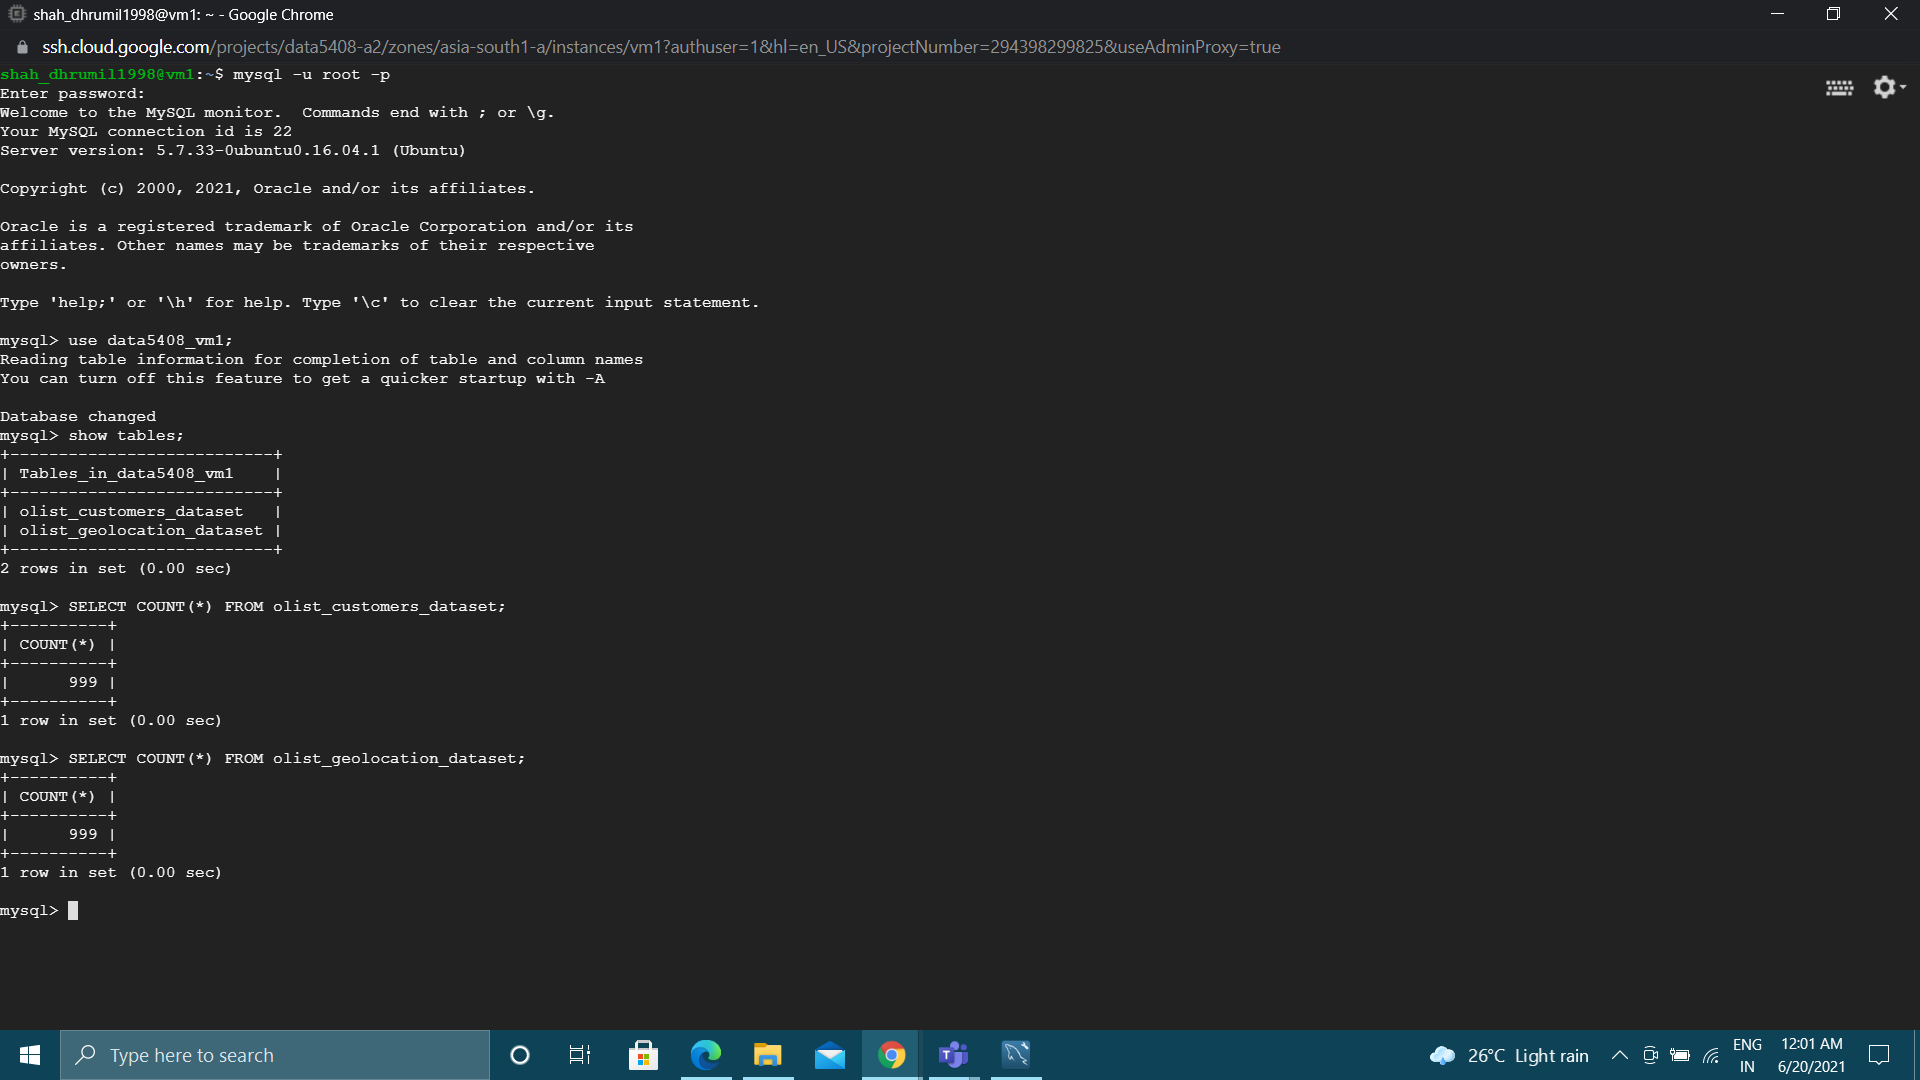 shah_dhrumil1998@vm1: ~ - Google Chrome
ssh.cloud.google.com/projects/data5408-a2/zones/asia-south1-a/instances/vm1?authuser=1&hl=en_US&projectNumber=294398299825&useAdminProxy=true
shah_dhrumil1998@vm1:~$ mysql -u root -p
Enter password:
Welcome to the MySQL monitor.  Commands end with ; or \g.
Your MySQL connection id is 22
Server version: 5.7.33-0ubuntu0.16.04.1 (Ubuntu)
Copyright (c) 2000, 2021, Oracle and/or its affiliates.
Oracle is a registered trademark of Oracle Corporation and/or its
affiliates. Other names may be trademarks of their respective
owners.
Type 'help;' or '\h' for help. Type '\c' to clear the current input statement.
mysql> use data5408_vm1;
Reading table information for completion of table and column names
You can turn off this feature to get a quicker startup with -A
Database changed
mysql> show tables;
+---------------------------+
| Tables_in_data5408_vm1    |
+---------------------------+
| olist_customers_dataset   |
| olist_geolocation_dataset |
+---------------------------+
2 rows in set (0.00 sec)
mysql> SELECT COUNT(*) FROM olist_customers_dataset;
+----------+
| COUNT(*) |
+----------+
|      999 |
+----------+
1 row in set (0.00 sec)
mysql> SELECT COUNT(*) FROM olist_geolocation_dataset;
+----------+
| COUNT(*) |
+----------+
|      999 |
+----------+
1 row in set (0.00 sec)
mysql>
Type here to search
26°C Light rain
ENG
IN
12:01 AM
6/20/2021